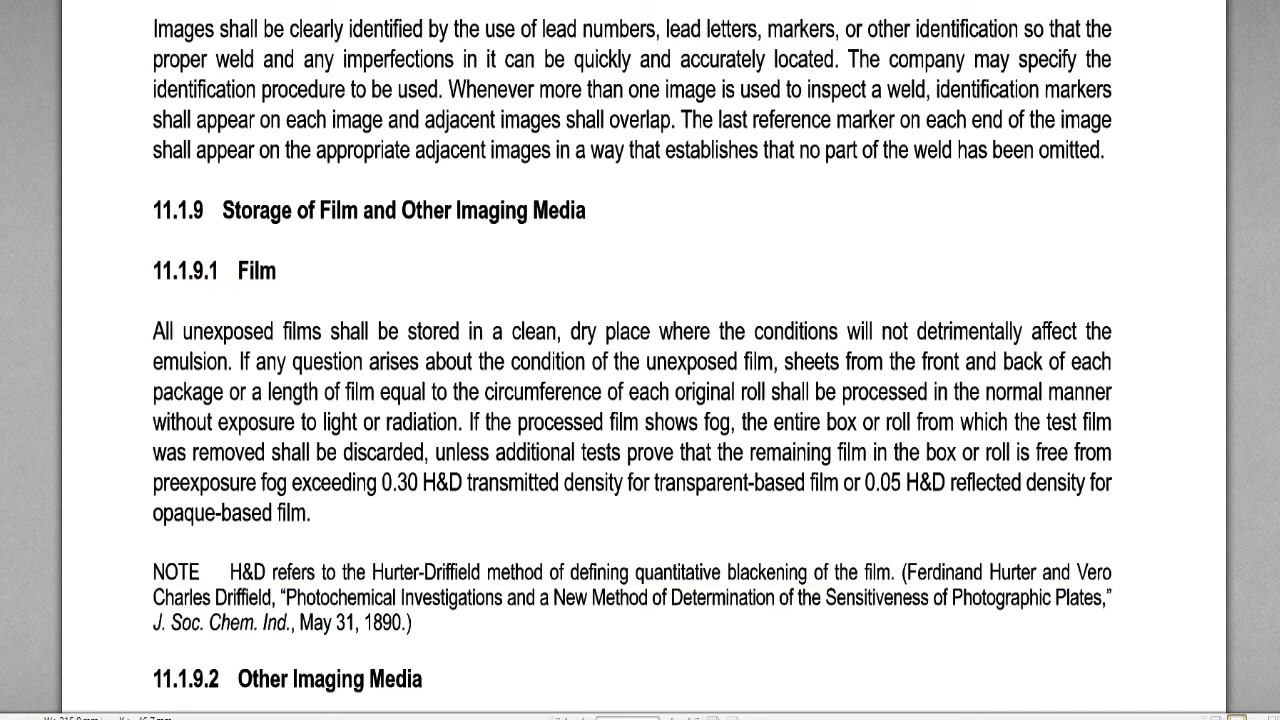 Images shall be clearly identified by the use of lead numbers, lead letters, markers, or other identification so that the
proper weld and any imperfections in it can be quickly and accurately located. The company may specify the
identification procedure to be used. Whenever more than one image is used to inspect a weld, identification markers
shall appear on each image and adjacent images shall overlap. The last reference marker on each end of the image
shall appear on the appropriate adjacent images in a way that establishes that no part of the weld has been omitted.
11.1.9 Storage of Film and Other Imaging Media
11.1.9.1 Film
All unexposed films shall be stored in a clean, dry place where the conditions will not detrimentally affect the
emulsion. If any question arises about the condition of the unexposed film, sheets from the front and back of each
package or a length of film equal to the circumference of each original roll shall be processed in the normal manner
without exposure to light or radiation. If the processed film shows fog, the entire box or roll from which the test film
was removed shall be discarded, unless additional tests prove that the remaining film in the box or roll is free from
preexposure fog exceeding 0.30 H&D transmitted density for transparent-based film or 0.05 H&D reflected density for
opaque-based film.
NOTE H&D refers to the Hurter-Driffield method of defining quantitative blackening of the film. (Ferdinand Hurter and Vero
Charles Driffield, “Photochemical Investigations and a New Method of Determination of the Sensitiveness of Photographic Plates,”
J. Soc. Chem. Ind., May 31, 1890.)
11.1.9.2 Other Imaging Media